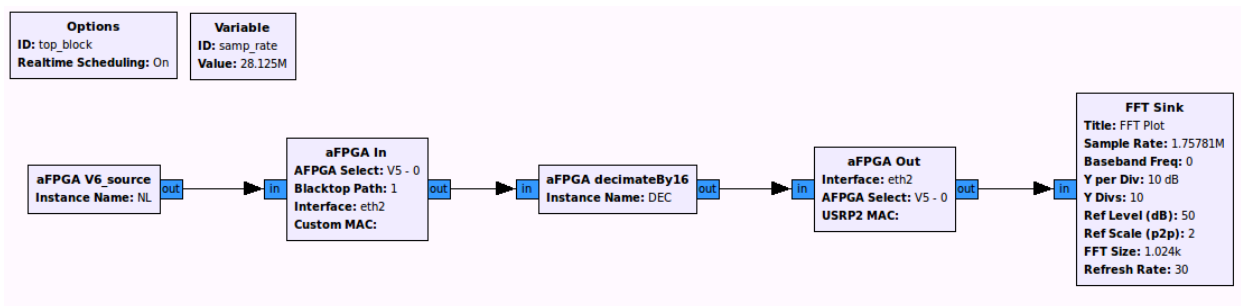 Options
ID: top_block
Realtime Scheduling: On
Variable
ID: samp_rate
Value: 28.125M
aFPGA V6_source
Instance Name: NL
out
in
aFPGA In
AFPGA Select: V5 - 0
Blacktop Path: 1
Interface: eth2
Custom MAC:
out
in
aFPGA decimateBy16
Instance Name: DEC
out
in
aFPGA Out
Interface: eth2
AFPGA Select: V5 - 0
USRP2 MAC:
out
in
FFT Sink
Title: FFT Plot
Sample Rate: 1.75781M
Baseband Freq: 0
Y per Div: 10 dB
Y Divs: 10
Ref Level (dB): 50
Ref Scale (p2p): 2
FFT Size: 1.024k
Refresh Rate: 30